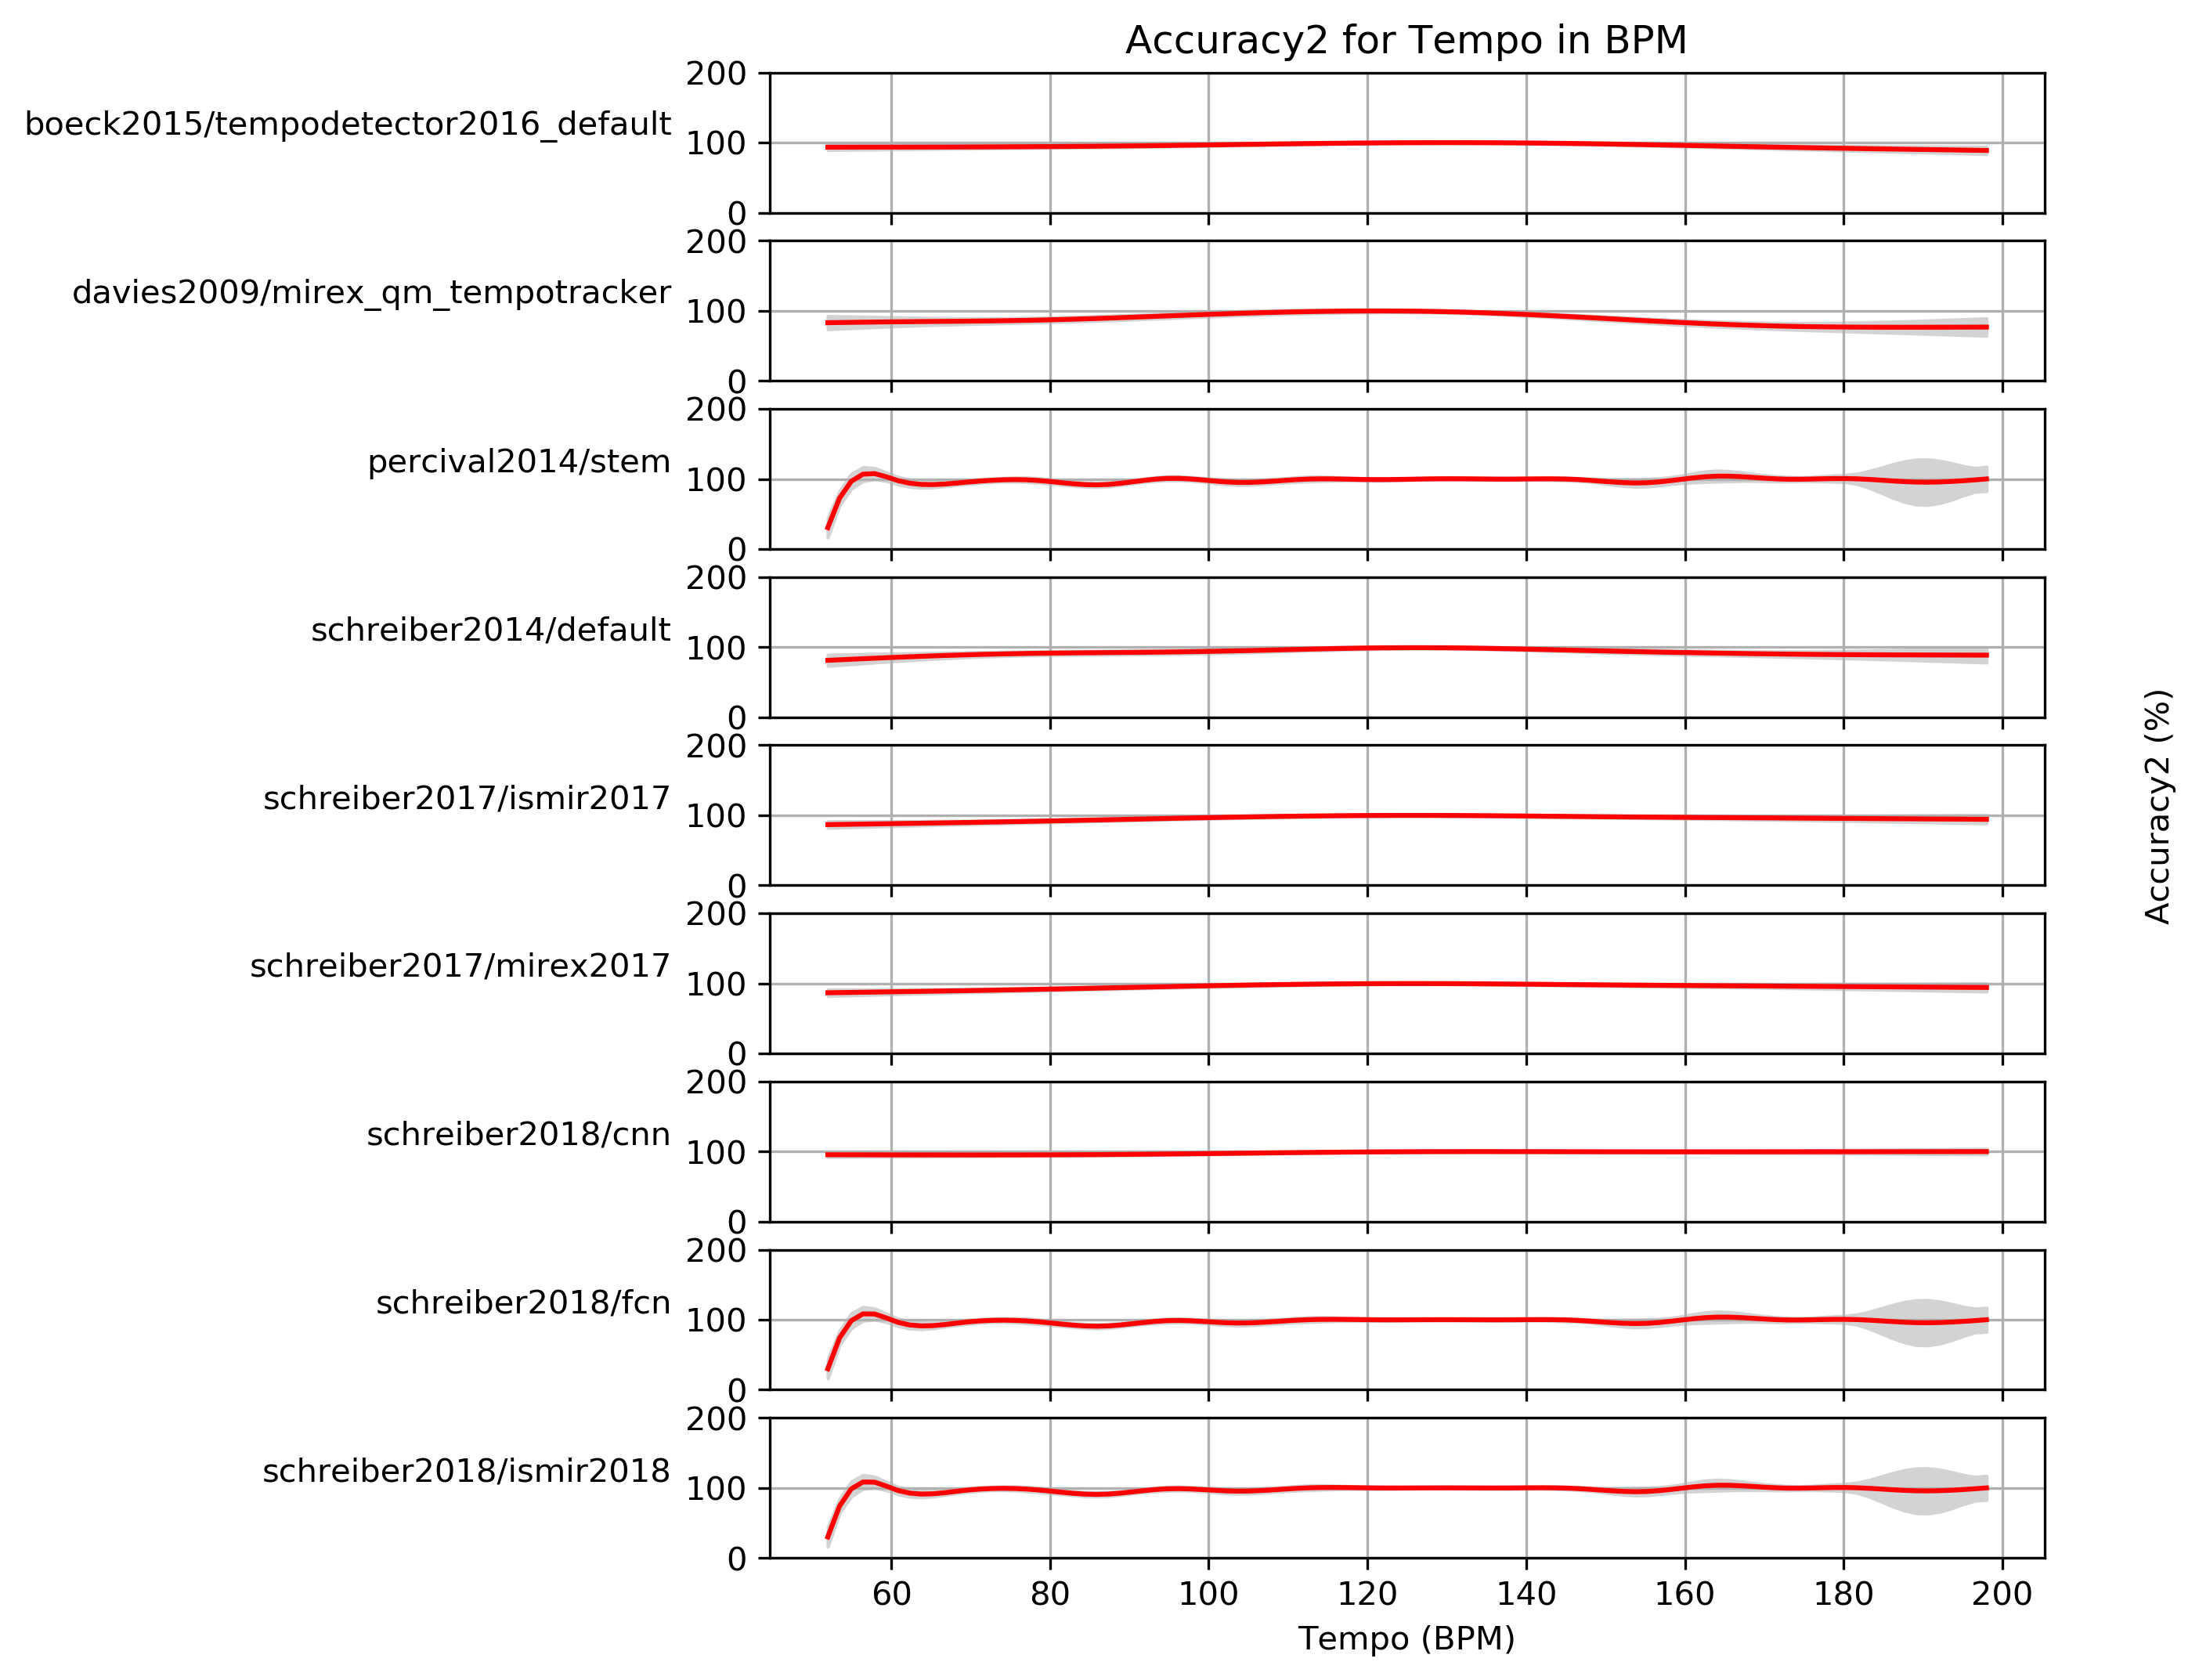 Accuracy2 for Tempo in BPM
boeck2015/tempodetector2016_default
200
100
0
davies2009/mirex_qm_tempotracker
200
100
0
percival2014/stem
200
100
0
schreiber2014/default
200
100
0
schreiber2017/ismir2017
200
100
0
schreiber2017/mirex2017
200
100
0
schreiber2018/cnn
200
100
0
schreiber2018/fcn
200
100
0
schreiber2018/ismir2018
200
100
0
60 80 100 120 140 160 180 200
Tempo (BPM)
Accuracy2 (%)